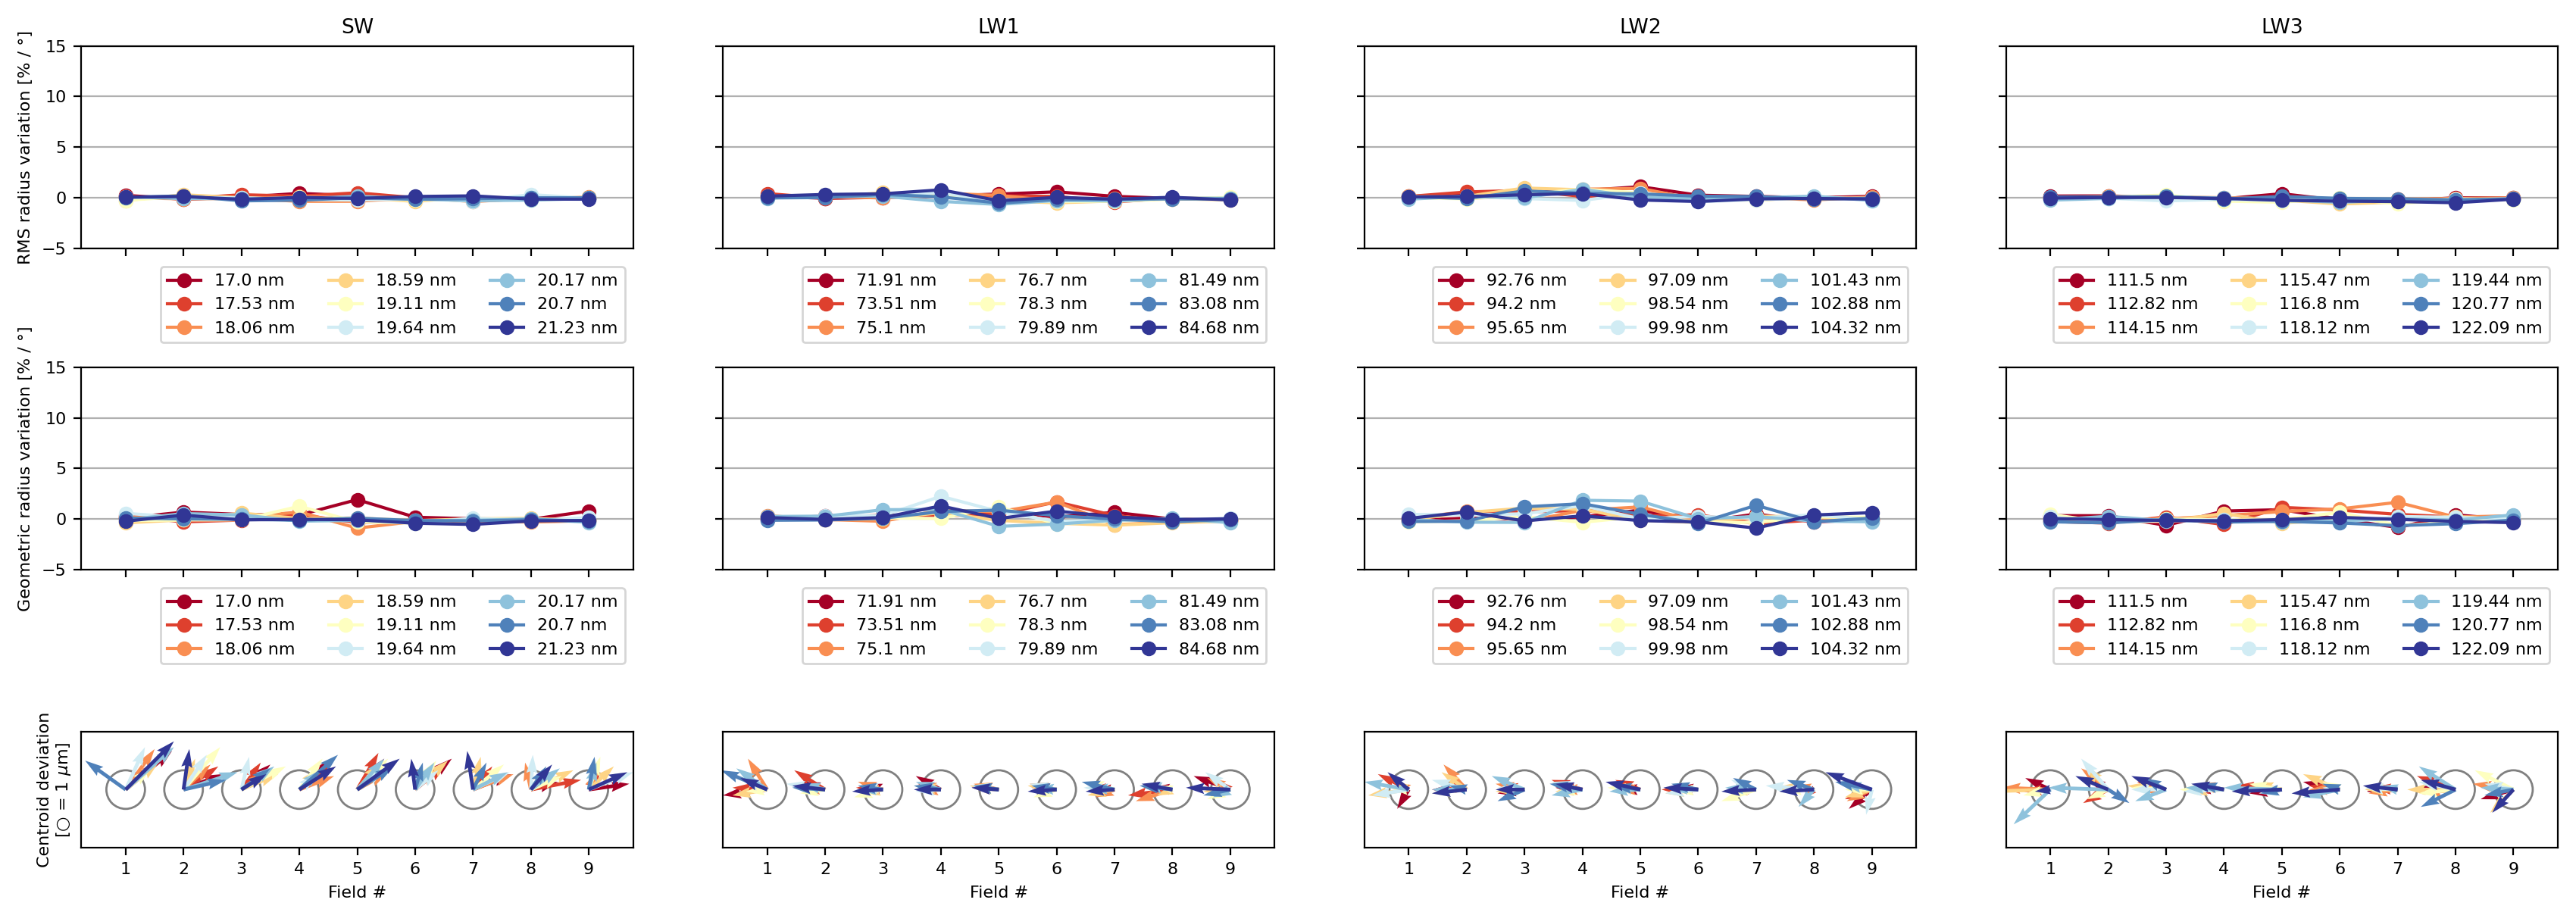 SW LW1 LW2 LW3
RMS radius variation [% / °]
15
10
5
0
−5
17.0 nm 18.59 nm 20.17 nm
17.53 nm 19.11 nm 20.7 nm
18.06 nm 19.64 nm 21.23 nm
71.91 nm 76.7 nm 81.49 nm
73.51 nm 78.3 nm 83.08 nm
75.1 nm 79.89 nm 84.68 nm
92.76 nm 97.09 nm 101.43 nm
94.2 nm 98.54 nm 102.88 nm
95.65 nm 99.98 nm 104.32 nm
111.5 nm 115.47 nm 119.44 nm
112.82 nm 116.8 nm 120.77 nm
114.15 nm 118.12 nm 122.09 nm
Geometric radius variation [% / °]
15
10
5
0
−5
17.0 nm 18.59 nm 20.17 nm
17.53 nm 19.11 nm 20.7 nm
18.06 nm 19.64 nm 21.23 nm
71.91 nm 76.7 nm 81.49 nm
73.51 nm 78.3 nm 83.08 nm
75.1 nm 79.89 nm 84.68 nm
92.76 nm 97.09 nm 101.43 nm
94.2 nm 98.54 nm 102.88 nm
95.65 nm 99.98 nm 104.32 nm
111.5 nm 115.47 nm 119.44 nm
112.82 nm 116.8 nm 120.77 nm
114.15 nm 118.12 nm 122.09 nm
Centroid deviation
[○ = 1 μm]
1 2 3 4 5 6 7 8 9
Field #
1 2 3 4 5 6 7 8 9
Field #
1 2 3 4 5 6 7 8 9
Field #
1 2 3 4 5 6 7 8 9
Field #